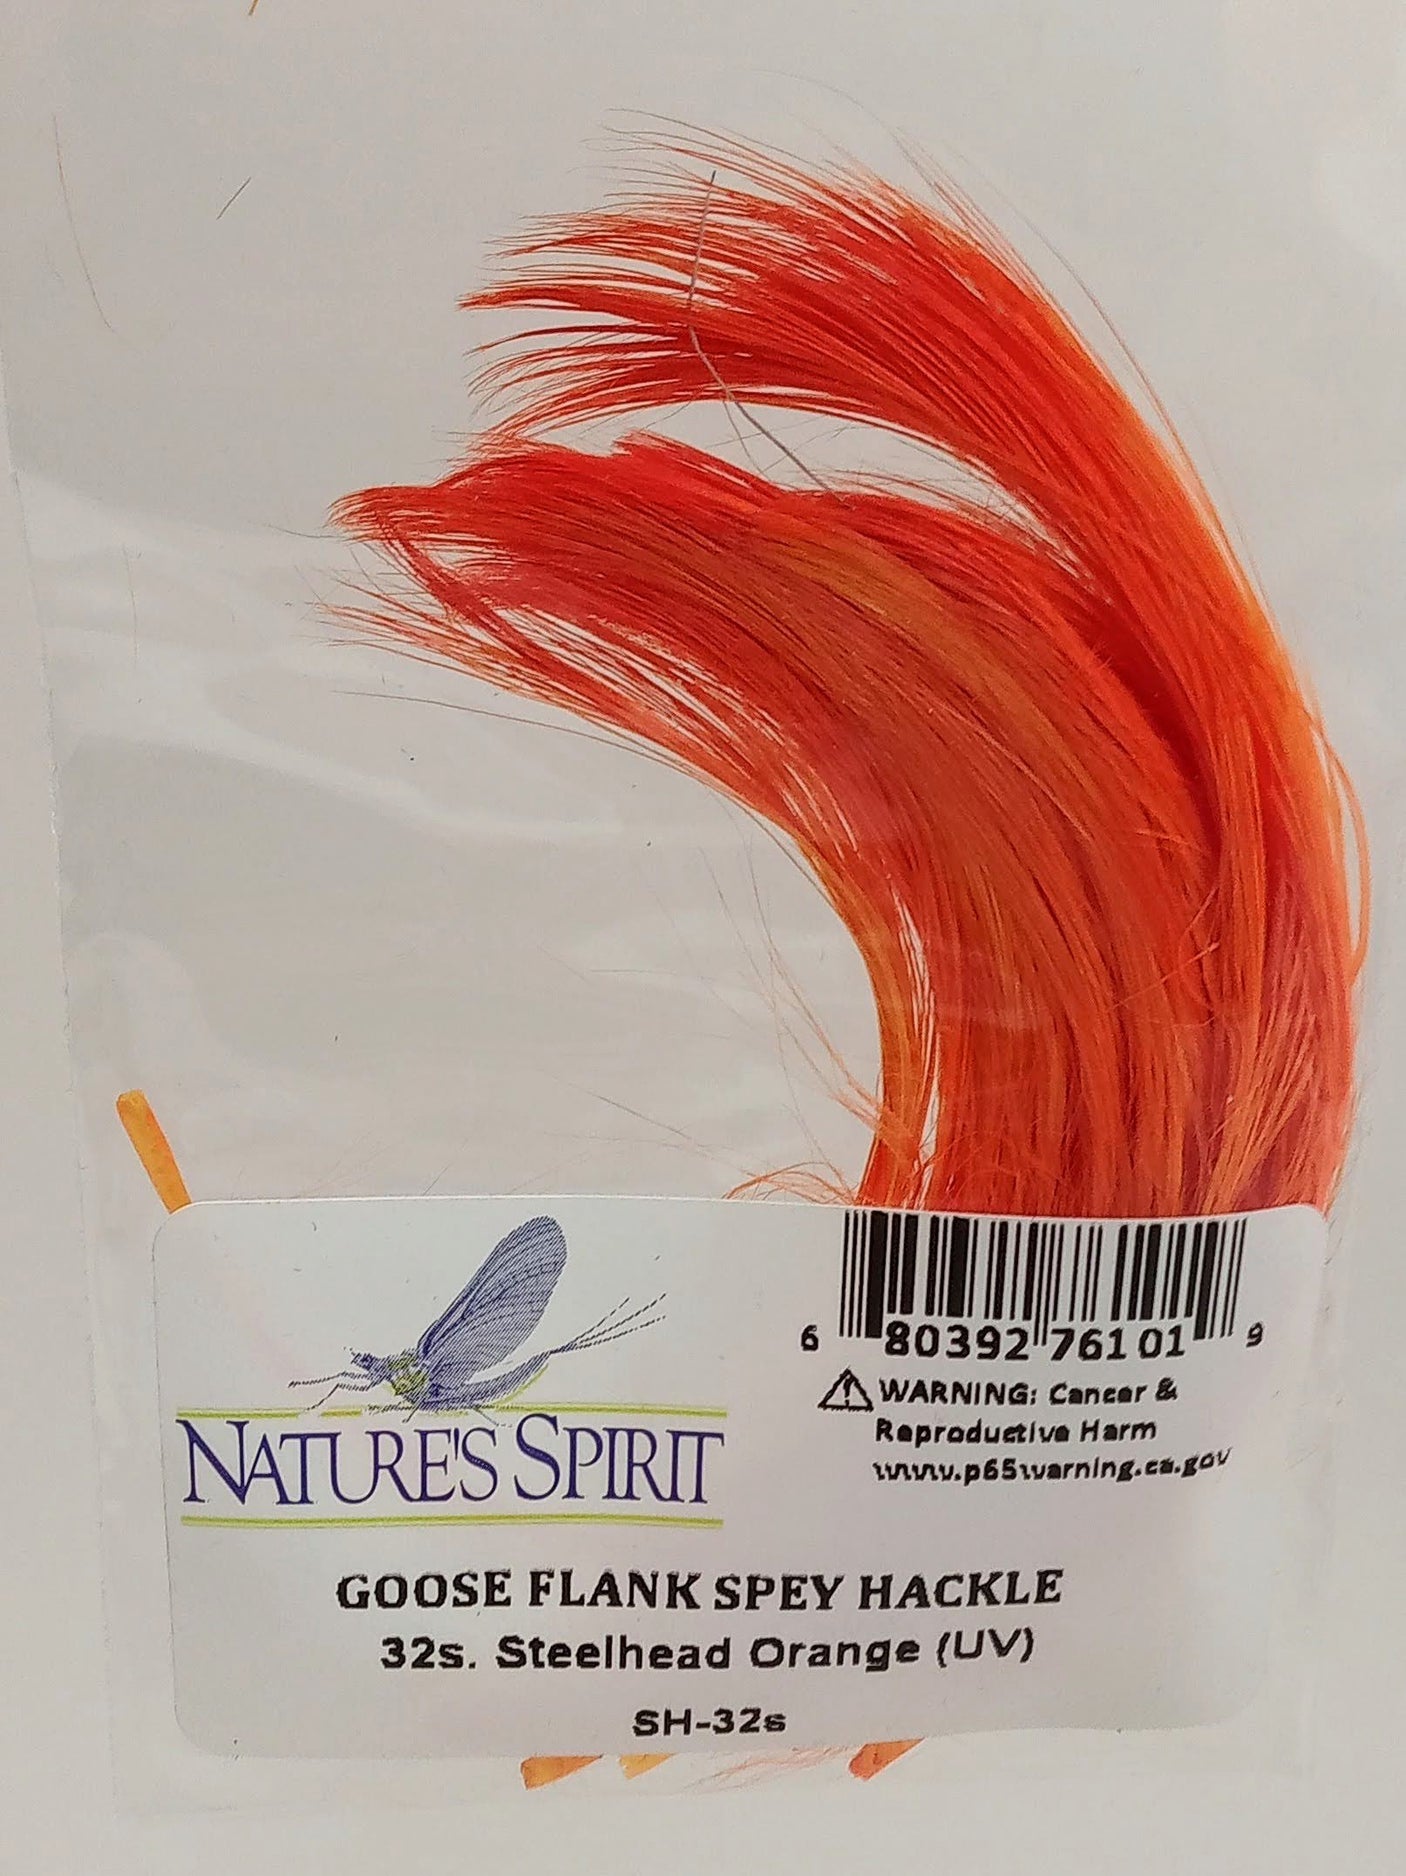 6 80392 76101 9
WARNING: Cancer &
Reproductive Harm
www.p65warning.ca.gov
NATURE'S SPIRIT
GOOSE FLANK SPEY HACKLE
32s. Steelhead Orange (UV)
SH-32s